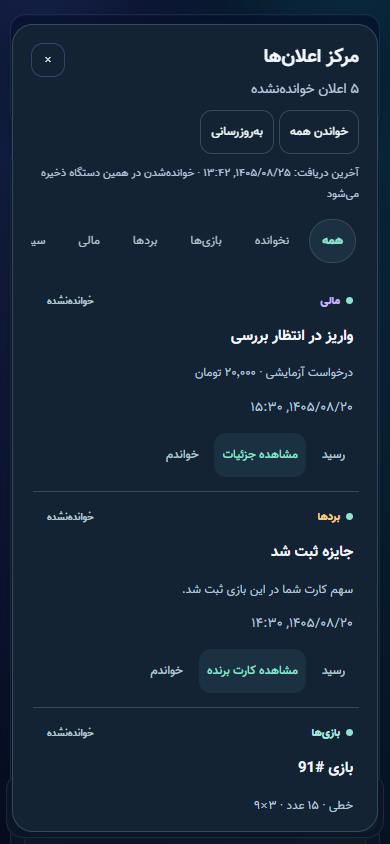 مرکز اعلان‌ها
×
۵ اعلان خوانده‌نشده
خواندن همه
به‌روزرسانی
آخرین دریافت: ۱۴۰۵/۰۸/۲۵, ۱۳:۴۲ · خوانده‌شدن در همین دستگاه ذخیره
می‌شود
همه نخوانده بازی‌ها بردها مالی
مالی خوانده‌نشده
واریز در انتظار بررسی
درخواست آزمایشی · ۲۰,۰۰۰ تومان
۱۴۰۵/۰۸/۲۰, ۱۵:۳۰
رسید مشاهده جزئیات خواندم
بردها خوانده‌نشده
جایزه ثبت شد
سهم کارت شما در این بازی ثبت شد.
۱۴۰۵/۰۸/۲۰, ۱۴:۳۰
رسید مشاهده کارت برنده خواندم
بازی‌ها خوانده‌نشده
بازی #91
خطی · ۱۵ عدد · ۳×۹